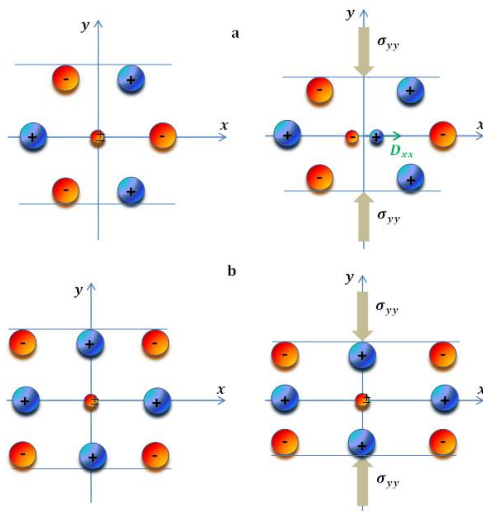 y
a
y
σyy
-
+
-
+
+
±
-
x
+
-
+
-
x
Dxx
-
+
-
+
σyy
b
y
y
σyy
-
+
-
-
+
-
x
x
+
±
+
+
±
+
-
+
-
-
+
-
σyy